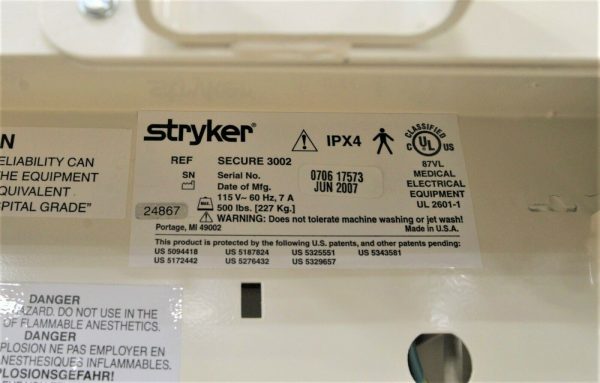 stryker®
IPX4
CLASSIFIED
UL
C US
87VL
MEDICAL
ELECTRICAL
EQUIPMENT
UL 2601-1
REF SECURE 3002
SN Serial No. 0706 17573
Date of Mfg. JUN 2007
115 V~ 60 Hz, 7 A
500 lbs. [227 Kg.]
24867
WARNING: Does not tolerate machine washing or jet wash!
Portage, MI 49002 Made in U.S.A.
This product is protected by the following U.S. patents, and other patents pending:
US 5094418 US 5187824 US 5325551 US 5343581
US 5172442 US 5276432 US 5329657
N
ELIABILITY CAN
THE EQUIPMENT
EQUIVALENT
SPITAL GRADE"
DANGER
HAZARD. DO NOT USE IN THE
OF FLAMMABLE ANESTHETICS.
DANGER
PLOSION NE PAS EMPLOYER EN
ANESTHESIQUES INFLAMMABLES.
PLOSIONSGEFAHR!